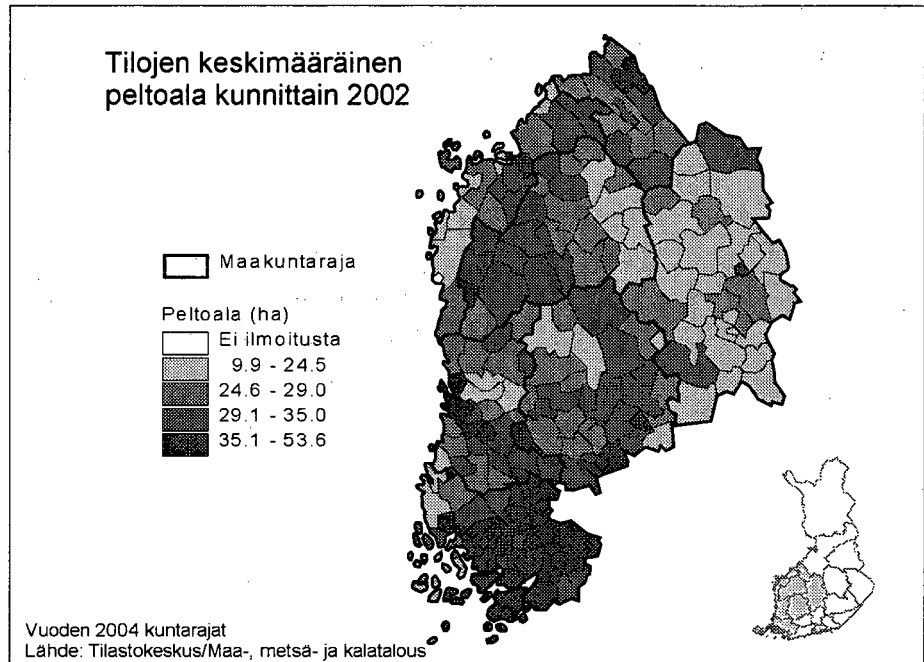 Tilojen keskimääräinen
peltoala kunnittain 2002
Maakuntaraja
Peltoala (ha)
Ei ilmoitusta
9.9 - 24.5
24.6 - 29.0
29.1 - 35.0
35.1 - 53.6
Vuoden 2004 kuntarajat
Lähde: Tilastokeskus/Maa-, metsä- ja kalatalous